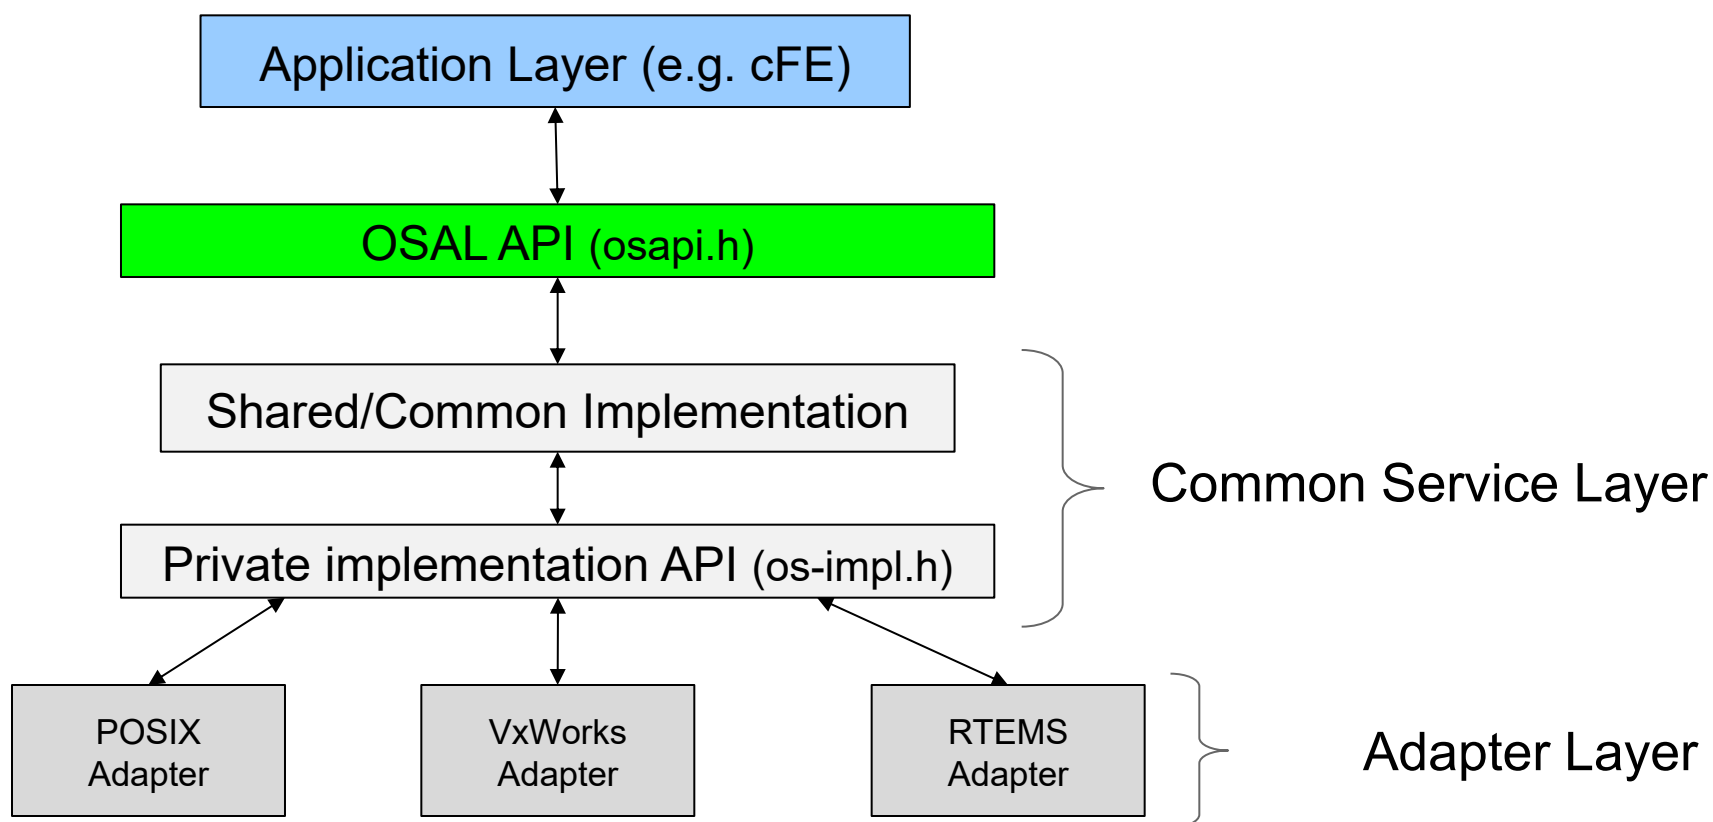 Application Layer (e.g. cFE)
OSAL API (osapi.h)
Shared/Common Implementation
Common Service Layer
Private implementation API (os-impl.h)
POSIX
Adapter
VxWorks
Adapter
RTEMS
Adapter
Adapter Layer